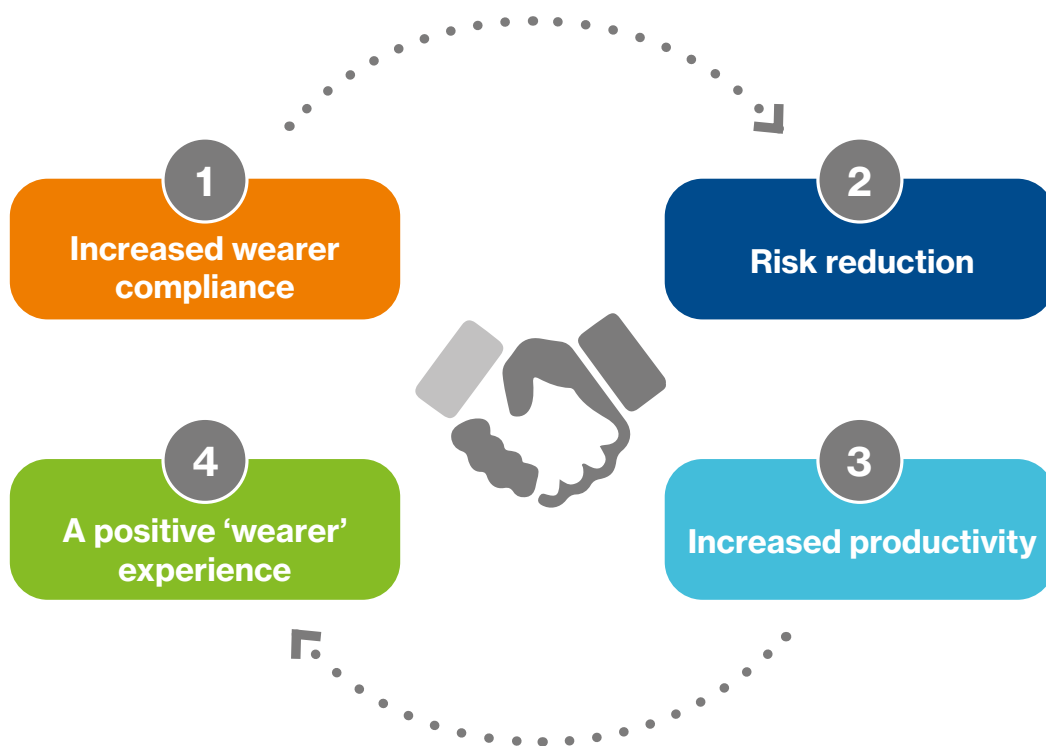 1
Increased wearer
compliance
2
Risk reduction
3
Increased productivity
4
A positive ‘wearer’
experience